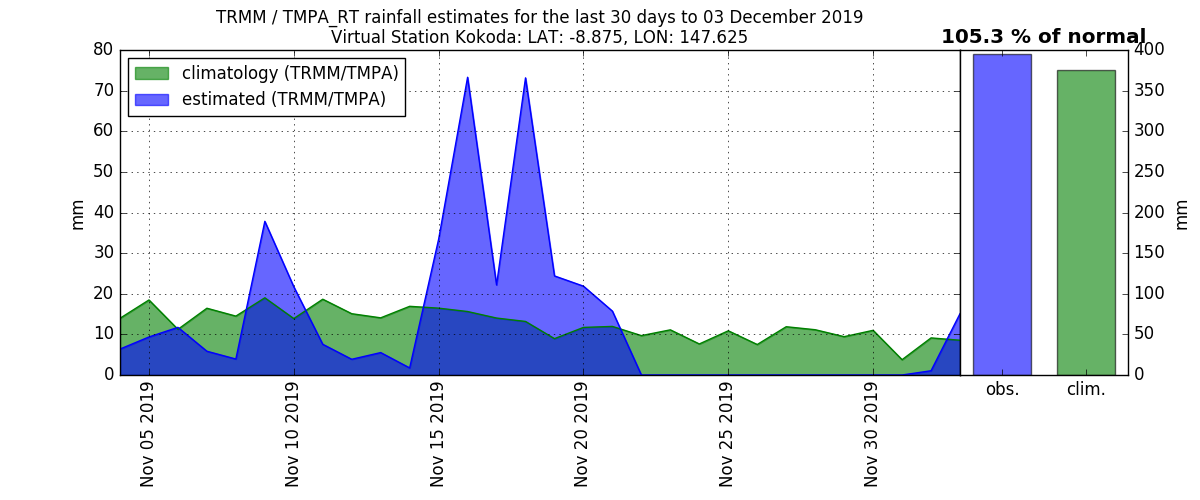 TRMM / TMPA_RT rainfall estimates for the last 30 days to 03 December 2019
Virtual Station Kokoda: LAT: -8.875, LON: 147.625
105.3 % of normal
climatology (TRMM/TMPA)
estimated (TRMM/TMPA)
80
70
60
50
40
30
20
10
0
mm
Nov 05 2019
Nov 10 2019
Nov 15 2019
Nov 20 2019
Nov 25 2019
Nov 30 2019
obs.
clim.
400
350
300
250
200
150
100
50
0
mm